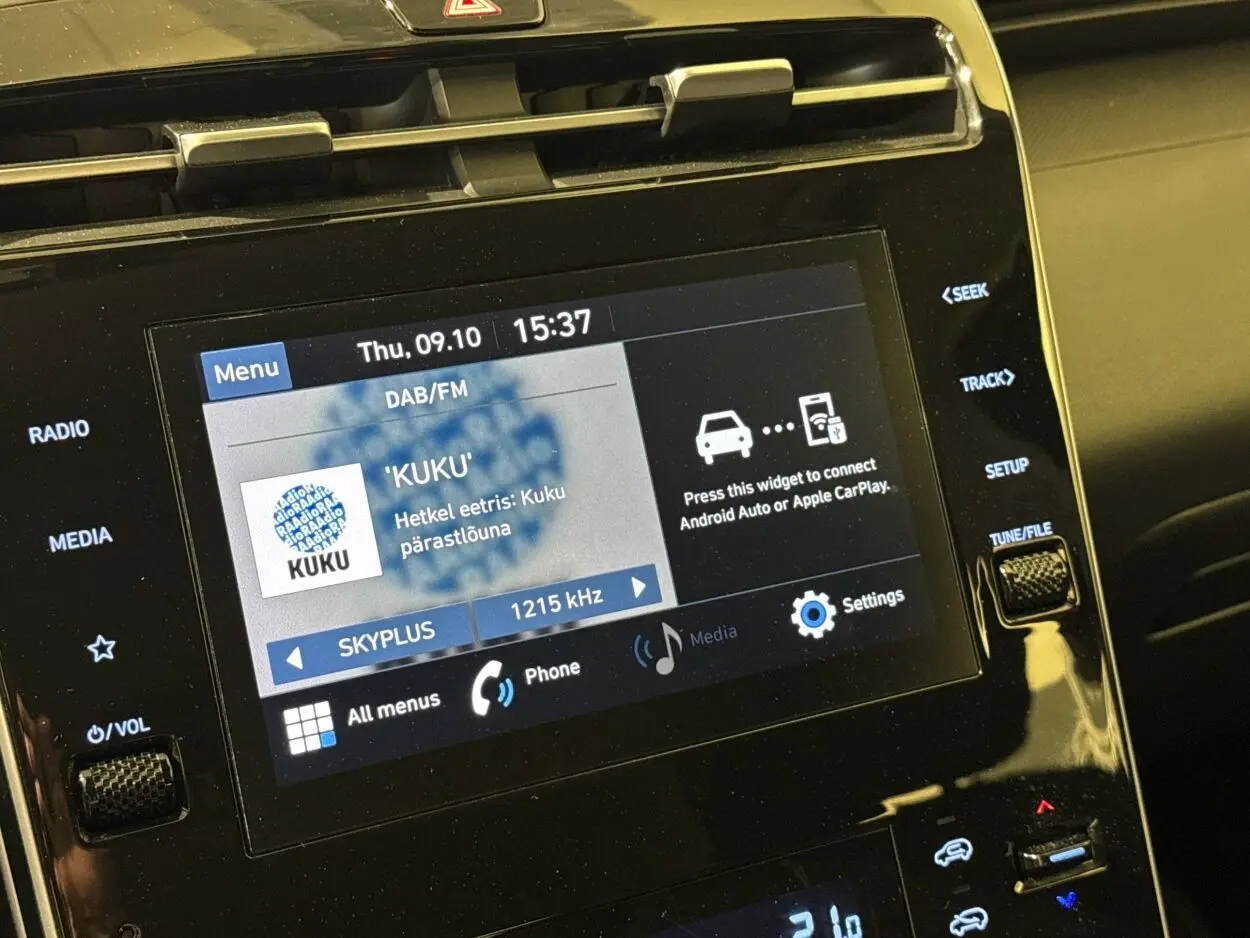 Thu, 09.10
15:37
Menu
DAB/FM
RADIO
MEDIA
'KUKU'
Hetkel eetris: Kuku
pärastlõuna
KUKU
SKYPLUS
1215 kHz
Press this widget to connect
Android Auto or Apple CarPlay.
All menus
Phone
Media
Settings
<SEEK
TRACK>
SETUP
TUNE/FILE
/VOL
21.0